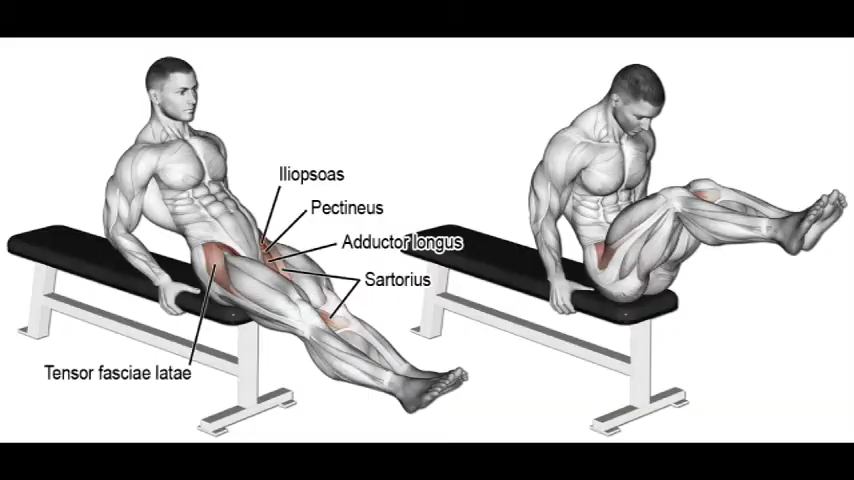 Iliopsoas
Pectineus
Adductor longus
Sartorius
Tensor fasciae latae